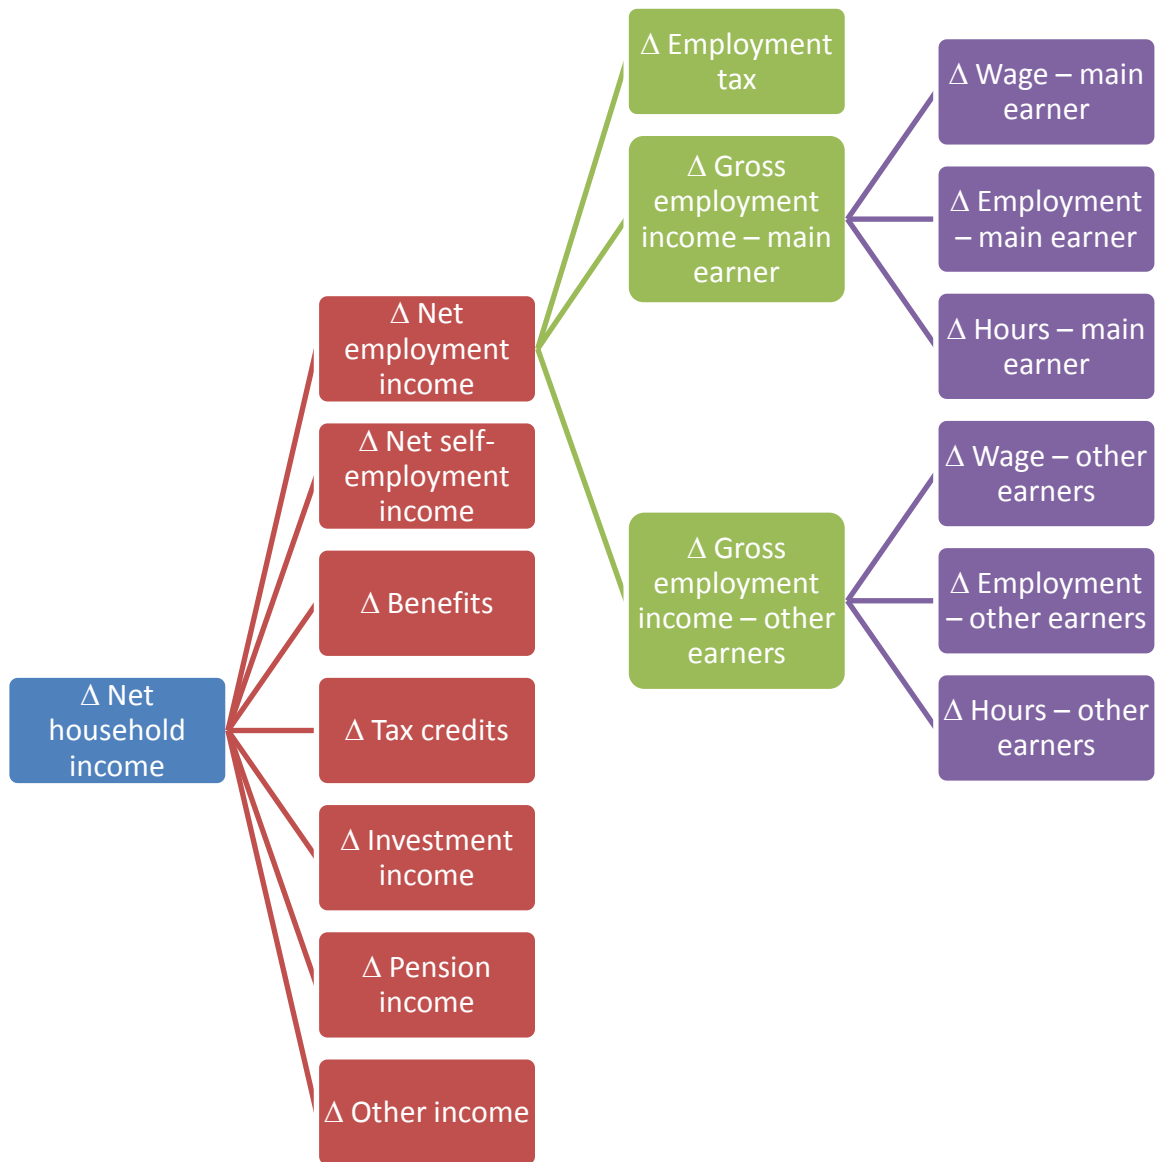 Δ Net
household
income
Δ Net
employment
income
Δ Net self-
employment
income
Δ Benefits
Δ Tax credits
Δ Investment
income
Δ Pension
income
Δ Other income
Δ Employment
tax
Δ Gross
employment
income – main
earner
Δ Gross
employment
income – other
earners
Δ Wage – main
earner
Δ Employment
– main earner
Δ Hours – main
earner
Δ Wage – other
earners
Δ Employment
– other earners
Δ Hours – other
earners